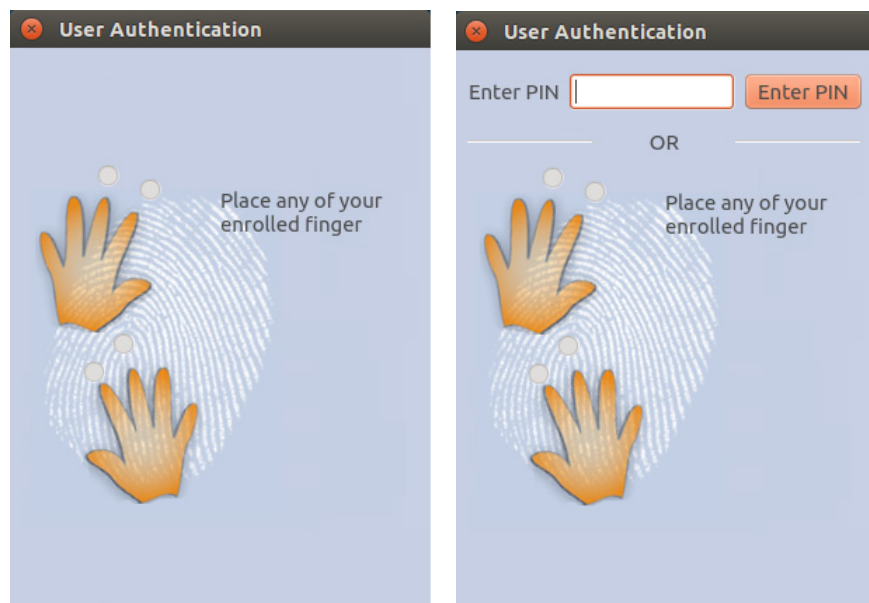 User Authentication
Place any of your
enrolled finger
User Authentication
Enter PIN
Enter PIN
OR
Place any of your
enrolled finger